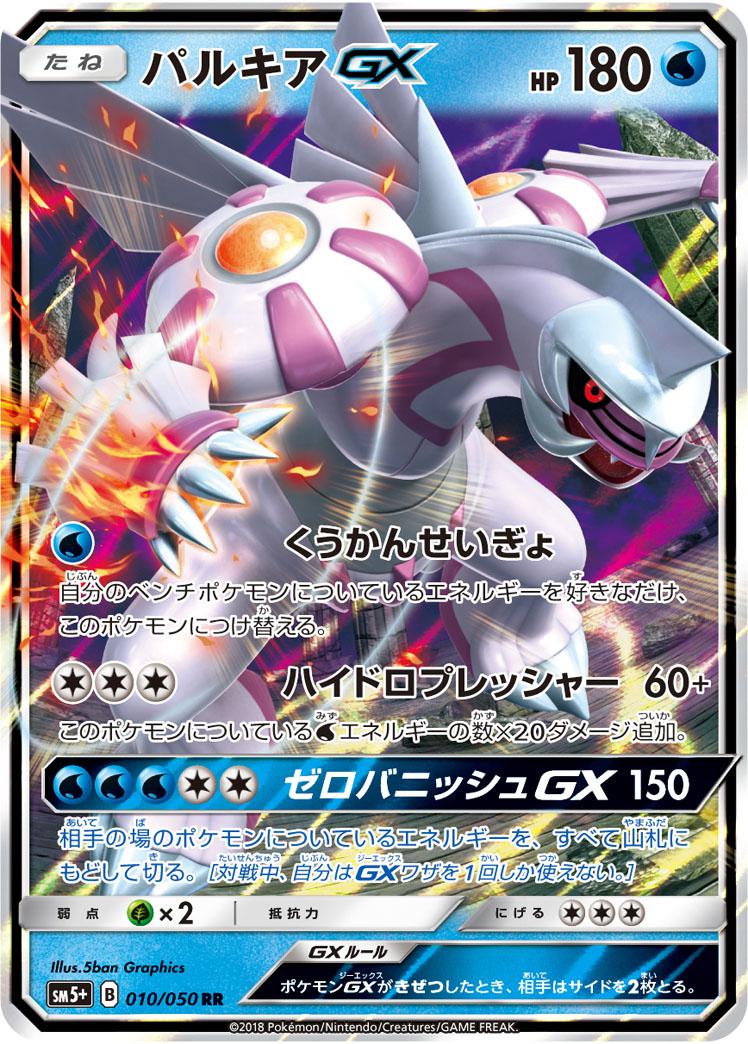 たね パルキアGX HP 180
くうかんせいぎょ
自分のベンチポケモンについているエネルギーを好きなだけ、
このポケモンにつけ替える。
ハイドロプレッシャー 60+
このポケモンについているエネルギーの数×20ダメージ追加。
ゼロバニッシュGX 150
相手の場のポケモンについているエネルギーを、すべて山札に
もどして切る。[対戦中、自分はGXワザを1回しか使えない。]
弱点 ×2 抵抗力 にげる
Illus.5ban Graphics
GXルール
ポケモンGXがきぜつしたとき、相手はサイドを2枚とる。
SM5+ B 010/050 RR
©2018 Pokémon/Nintendo/Creatures/GAME FREAK.